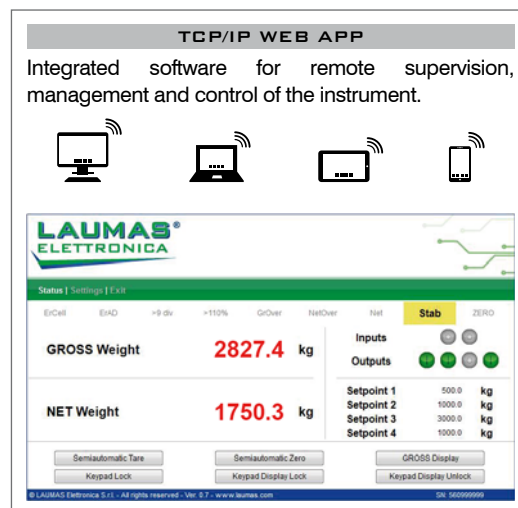 TCP/IP WEB APP
Integrated software for remote supervision,
management and control of the instrument.
LAUMAS®
ELETTRONICA
Status | Settings | Exit
ErCell ErAD >9 div >110% GrOver NetOver Net Stab ZERO
GROSS Weight 2827.4 kg
Inputs
Outputs
NET Weight 1750.3 kg
Setpoint 1 500.0 kg
Setpoint 2 1000.0 kg
Setpoint 3 3000.0 kg
Setpoint 4 1000.0 kg
Semiautomatic Tare Semiautomatic Zero GROSS Display
Keypad Lock Keypad Display Lock Keypad Display Unlock
© LAUMAS Elettronica S.r.l. - All rights reserved - Ver. 0.7 - www.laumas.com SN: 560999999